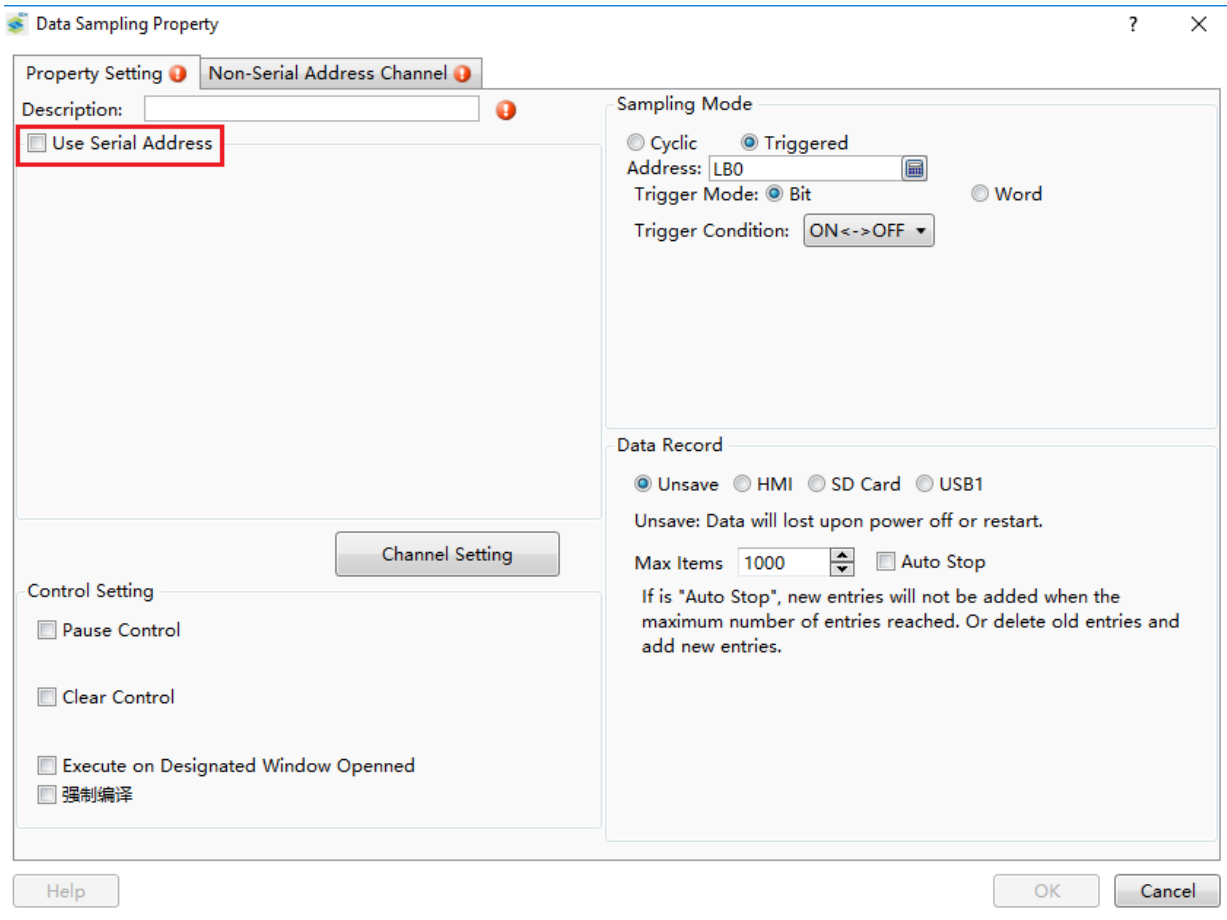 Data Sampling Property
?
Property Setting
Non-Serial Address Channel
Description:
Use Serial Address
Channel Setting
Control Setting
Pause Control
Clear Control
Execute on Designated Window Openned
强制编译
Sampling Mode
Cyclic Triggered
Address: LB0
Trigger Mode: Bit Word
Trigger Condition: ON<->OFF
Data Record
Unsave HMI SD Card USB1
Unsave: Data will lost upon power off or restart.
Max Items 1000 Auto Stop
If is "Auto Stop", new entries will not be added when the
maximum number of entries reached. Or delete old entries and
add new entries.
Help
OK Cancel